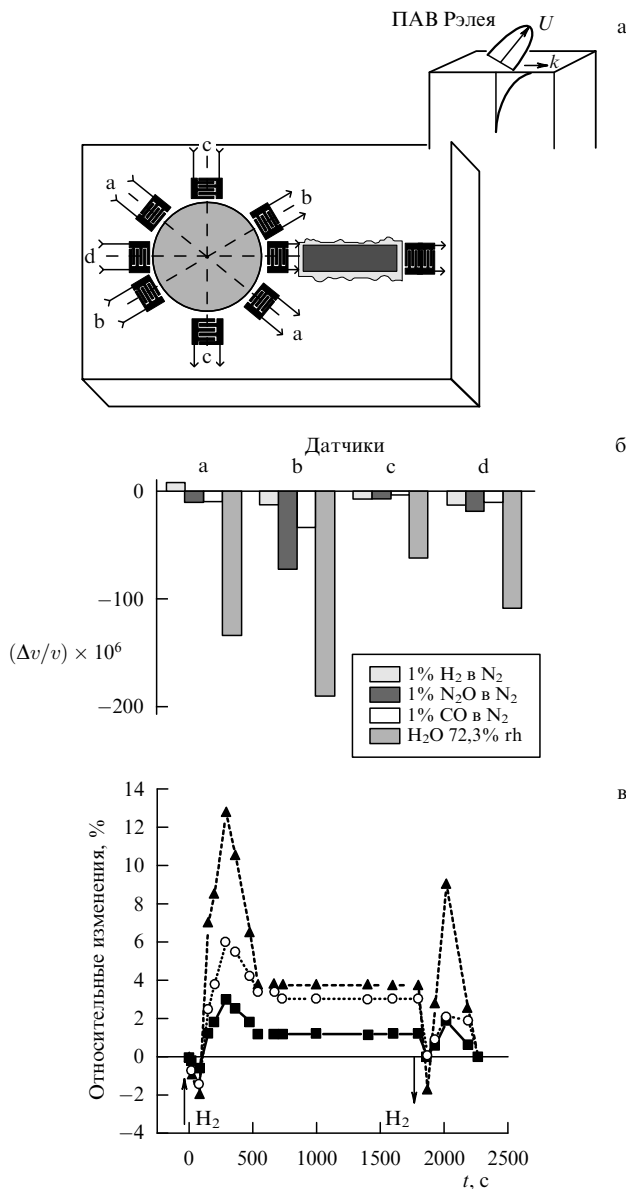 ПАВ Рэлея
U
а
k
c
a
b
d
b
a
c
Датчики
б
a b c d
0
−100
(Δv/v) × 10⁶
−200
1% H₂ в N₂
1% N₂O в N₂
1% CO в N₂
H₂O 72,3% rh
в
Относительные изменения, %
14
12
10
8
6
4
2
0
−2
−4
H₂ H₂
0 500 1000 1500 2000 2500
t, с